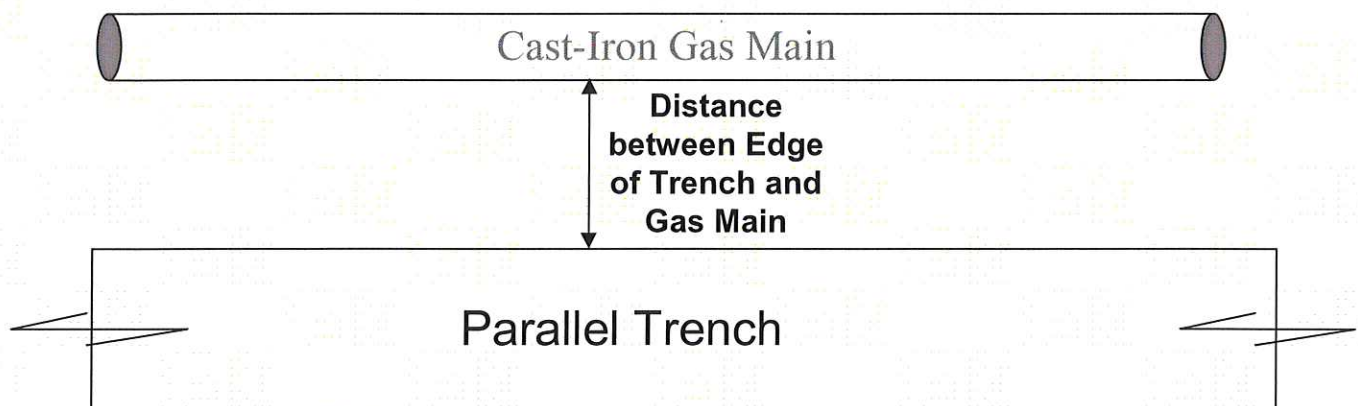 Cast-Iron Gas Main
Distance
between Edge
of Trench and
Gas Main
Parallel Trench